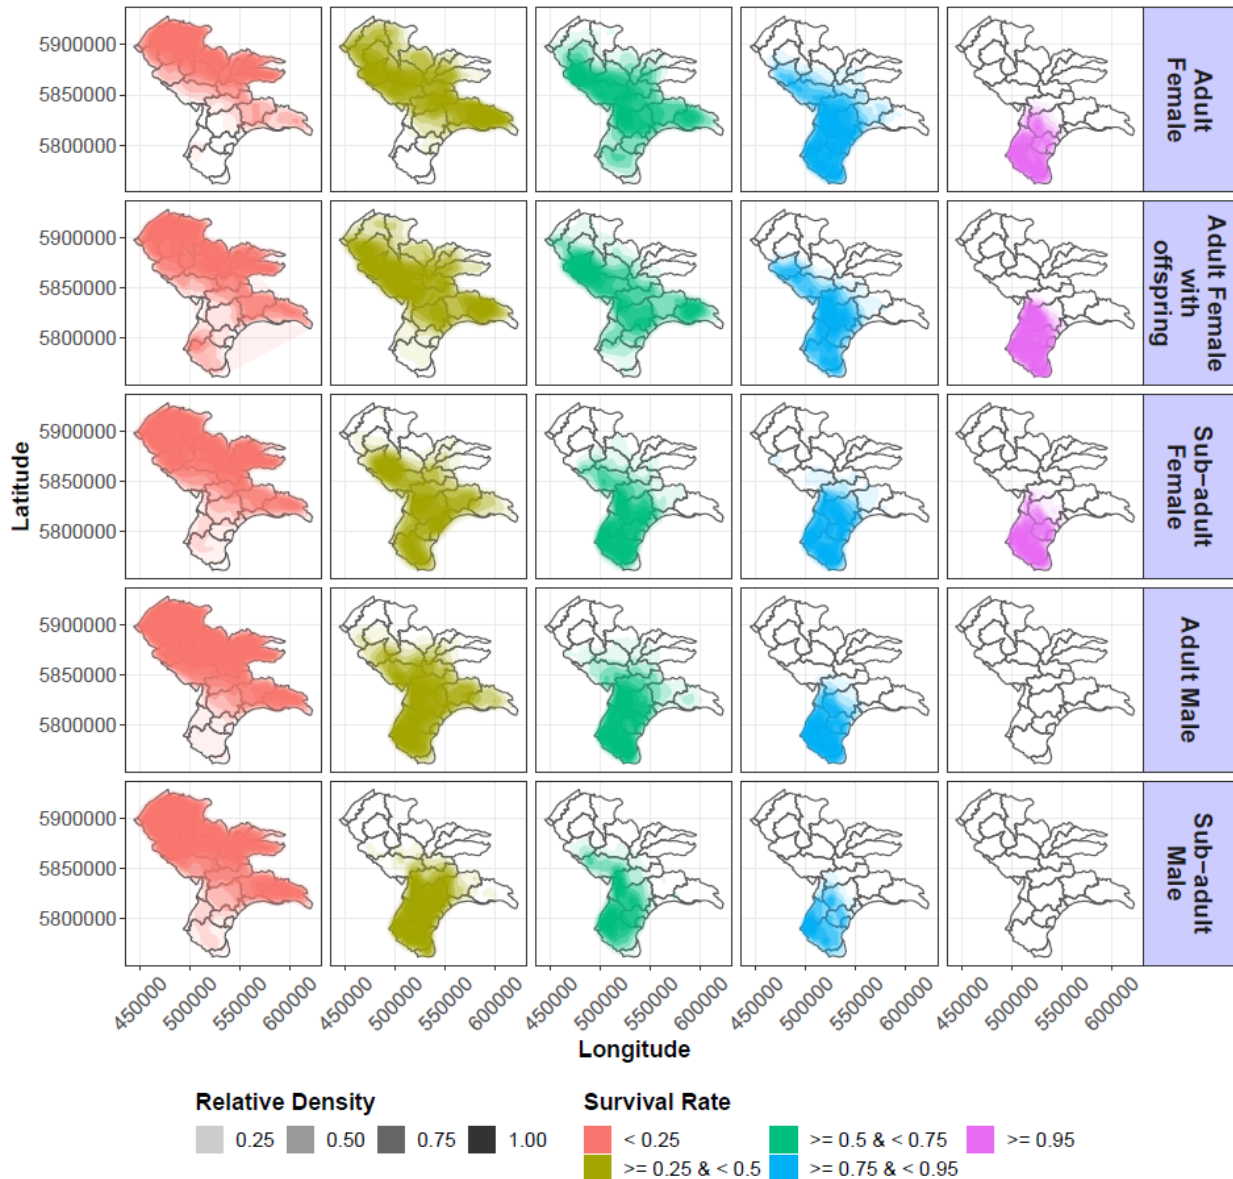 5900000
5850000
5800000
Adult
Female
5900000
5850000
5800000
Adult Female
with
offspring
5900000
5850000
5800000
Sub-adult
Female
5900000
5850000
5800000
Adult Male
5900000
5850000
5800000
Sub-adult
Male
Latitude
450000 500000 550000 600000 450000 500000 550000 600000 450000 500000 550000 600000 450000 500000 550000 600000 450000 500000 550000 600000
Longitude
Relative Density
0.25 0.50 0.75 1.00
Survival Rate
< 0.25 >= 0.5 & < 0.75 >= 0.95
>= 0.25 & < 0.5 >= 0.75 & < 0.95